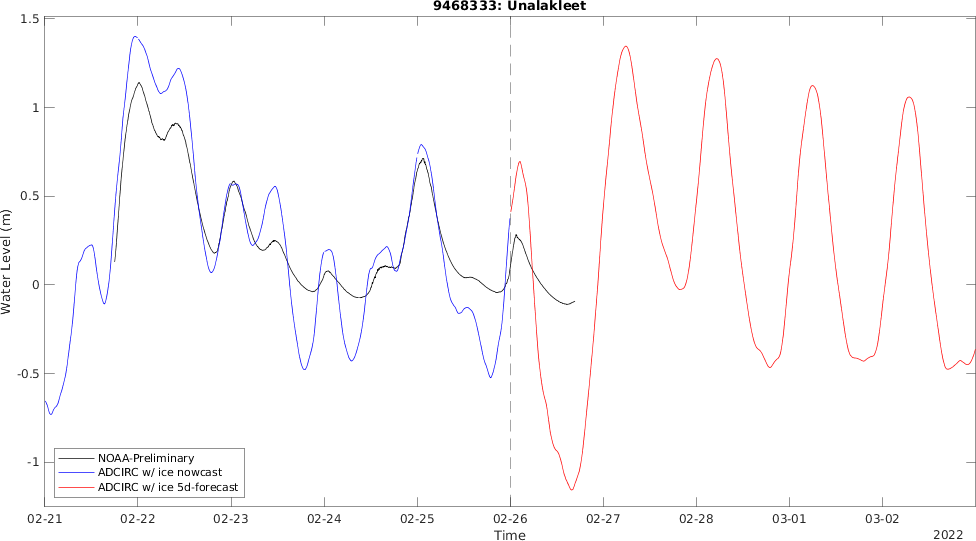 9468333: Unalakleet
Water Level (m)
1.5
1
0.5
0
-0.5
-1
NOAA-Preliminary
ADCIRC w/ ice nowcast
ADCIRC w/ ice 5d-forecast
02-21 02-22 02-23 02-24 02-25 02-26 02-27 02-28 03-01 03-02
Time
2022